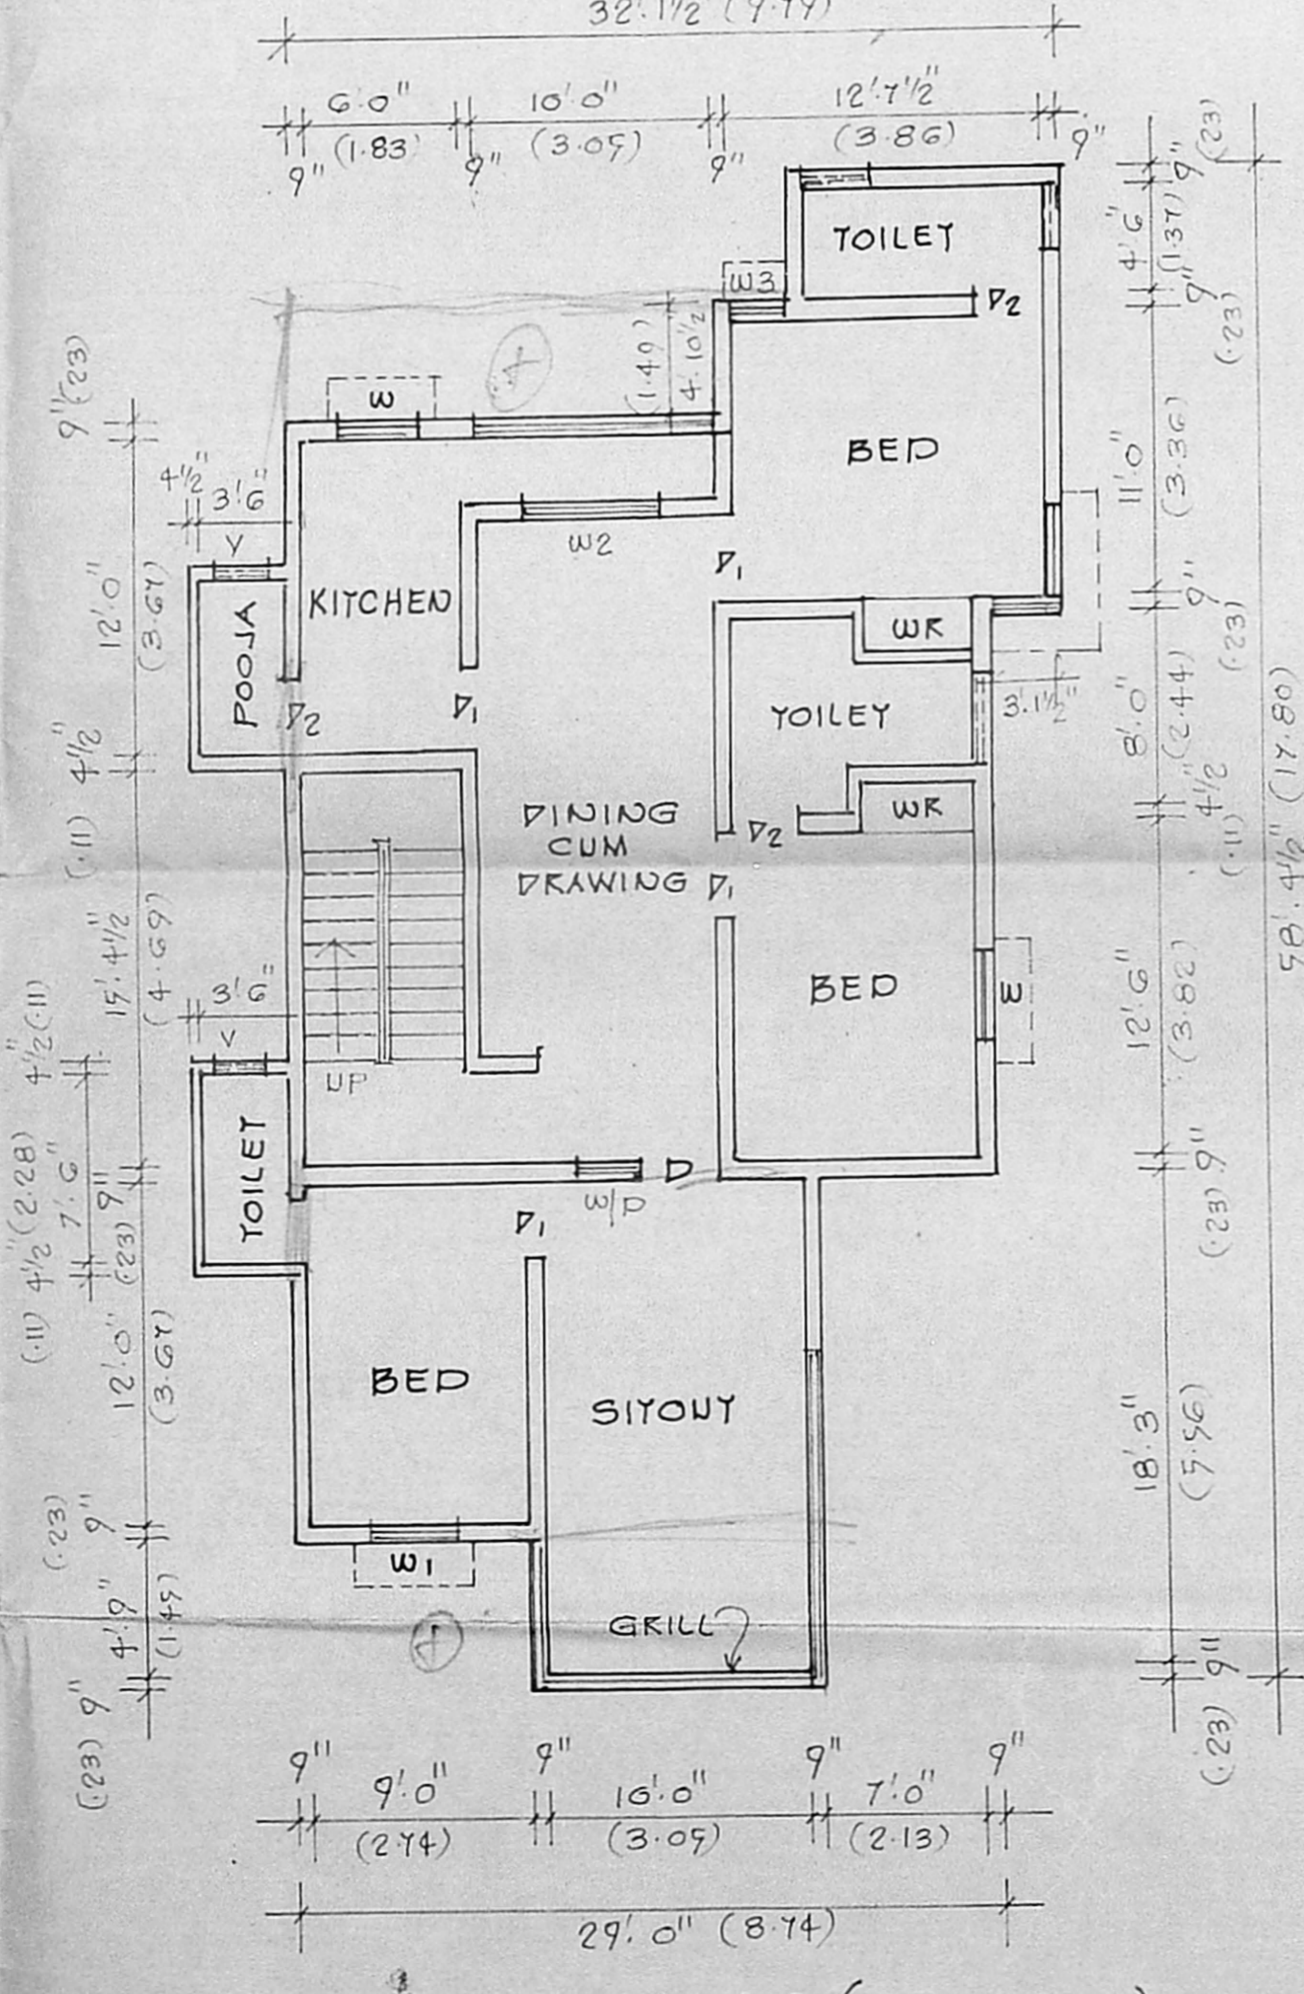 32'.1½ (9.79)
6'.0" 10'.0" 12'.7½"
(1.83) (3.05) (3.86)
9" 9" 9" 9"
9" (.23)
TOILET
4'.6" (1.37)
W3
D2
9" (.23)
(1.49) 4'.10½"
9" (.23)
W
BED
11'.0" (3.36)
4½" 3'6"
V
W2
D1
9" (.23)
12'.0" (3.67)
POOJA
KITCHEN
WR
D2
D1
TOILET
3'.1½"
8'.0" (2.44)
58'.4½" (17.80)
(.11) 4½"
DINING
CUM
DRAWING
WR
D2
4½" (.11)
D1
15'.4½" (4.69)
3'6"
V
BED
W
12'.6" (3.82)
4½" (.11)
UP
TOILET
7'.6" (2.28)
9" (.23)
D
W/D
9" (.23)
D1
(.11) 4½"
12'.0" (3.67)
BED
SITOUT
18'.3" (5.56)
(.23) 9"
W1
4'.9" (1.45)
GRILL
(.23) 9"
(.23) 9"
9" 9" 9" 9"
9'.0" 10'.0" 7'.0"
(2.74) (3.05) (2.13)
29'.0" (8.74)